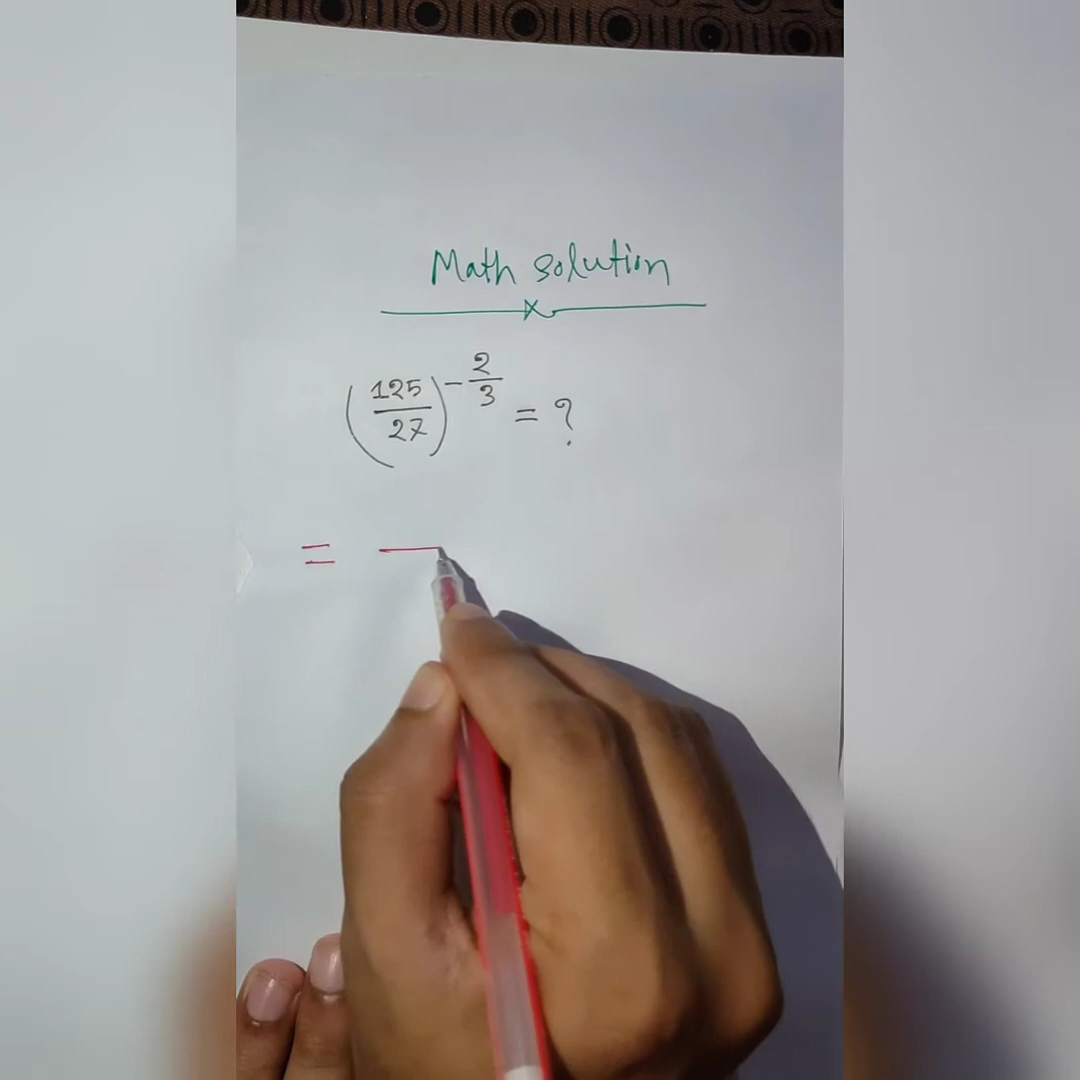 Math solution
(125/27)^-2/3 = ?
= —